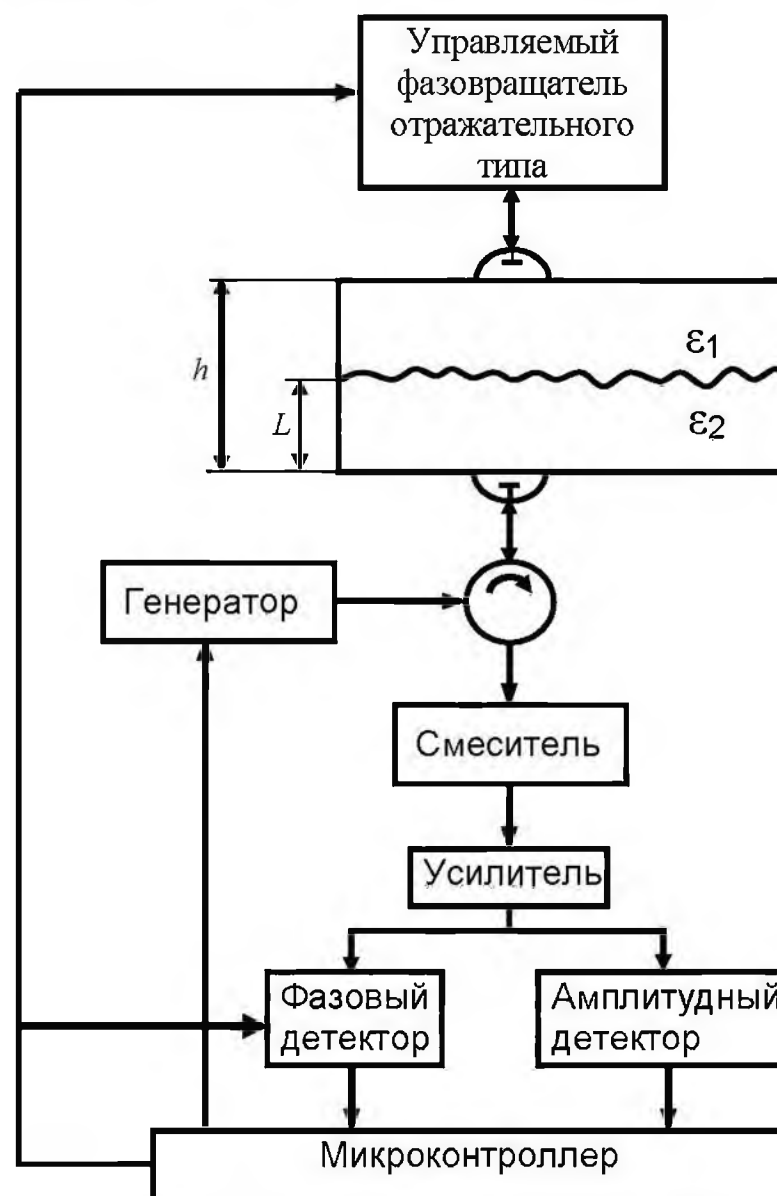 Управляемый
фазовращатель
отражательного
типа
h
ε1
L
ε2
Генератор
Смеситель
Усилитель
Фазовый
детектор
Амплитудный
детектор
Микроконтроллер